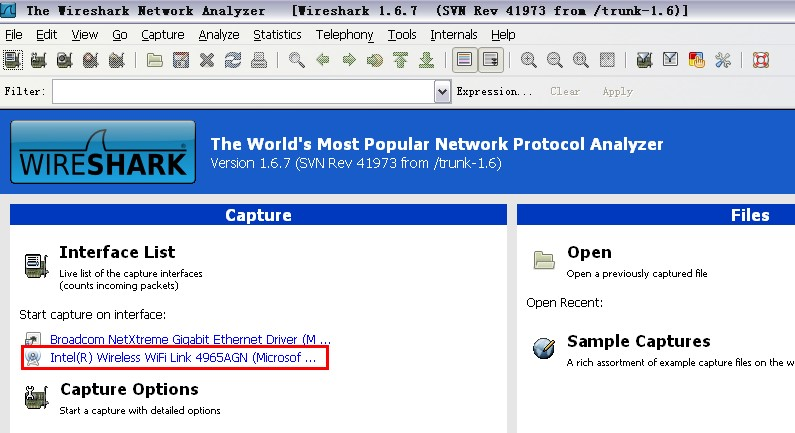 The Wireshark Network Analyzer [Wireshark 1.6.7 (SVN Rev 41973 from /trunk-1.6)]
File Edit View Go Capture Analyze Statistics Telephony Tools Internals Help
Filter: Expression... Clear Apply
WIRESHARK
The World's Most Popular Network Protocol Analyzer
Version 1.6.7 (SVN Rev 41973 from /trunk-1.6)
Capture
Interface List
Live list of the capture interfaces
(counts incoming packets)
Start capture on interface:
Broadcom NetXtreme Gigabit Ethernet Driver (M ...
Intel(R) Wireless WiFi Link 4965AGN (Microsof ...
Capture Options
Start a capture with detailed options
Files
Open
Open a previously captured file
Open Recent:
Sample Captures
A rich assortment of example capture files on the w